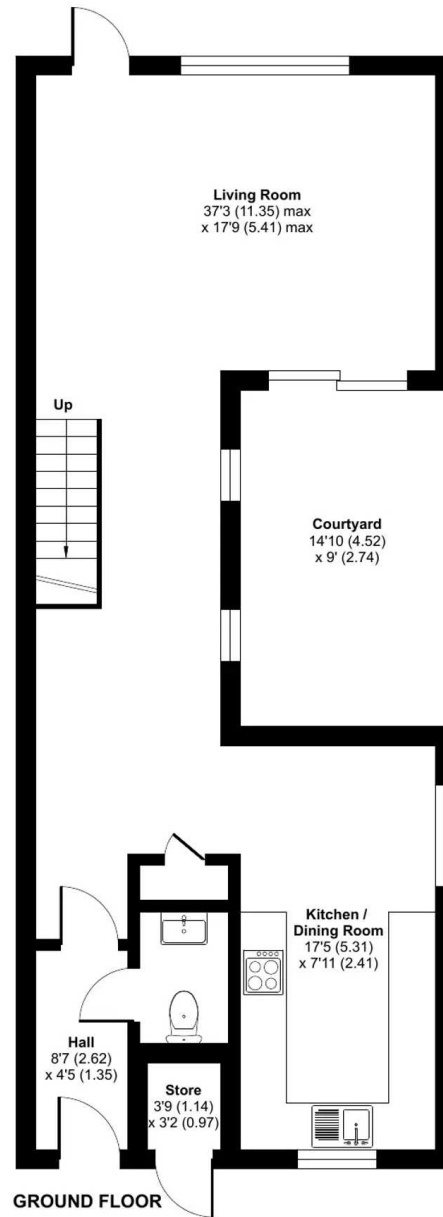 Living Room
37'3 (11.35) max
x 17'9 (5.41) max
Up
Courtyard
14'10 (4.52)
x 9' (2.74)
Kitchen /
Dining Room
17'5 (5.31)
x 7'11 (2.41)
Hall
8'7 (2.62)
x 4'5 (1.35)
Store
3'9 (1.14)
x 3'2 (0.97)
GROUND FLOOR